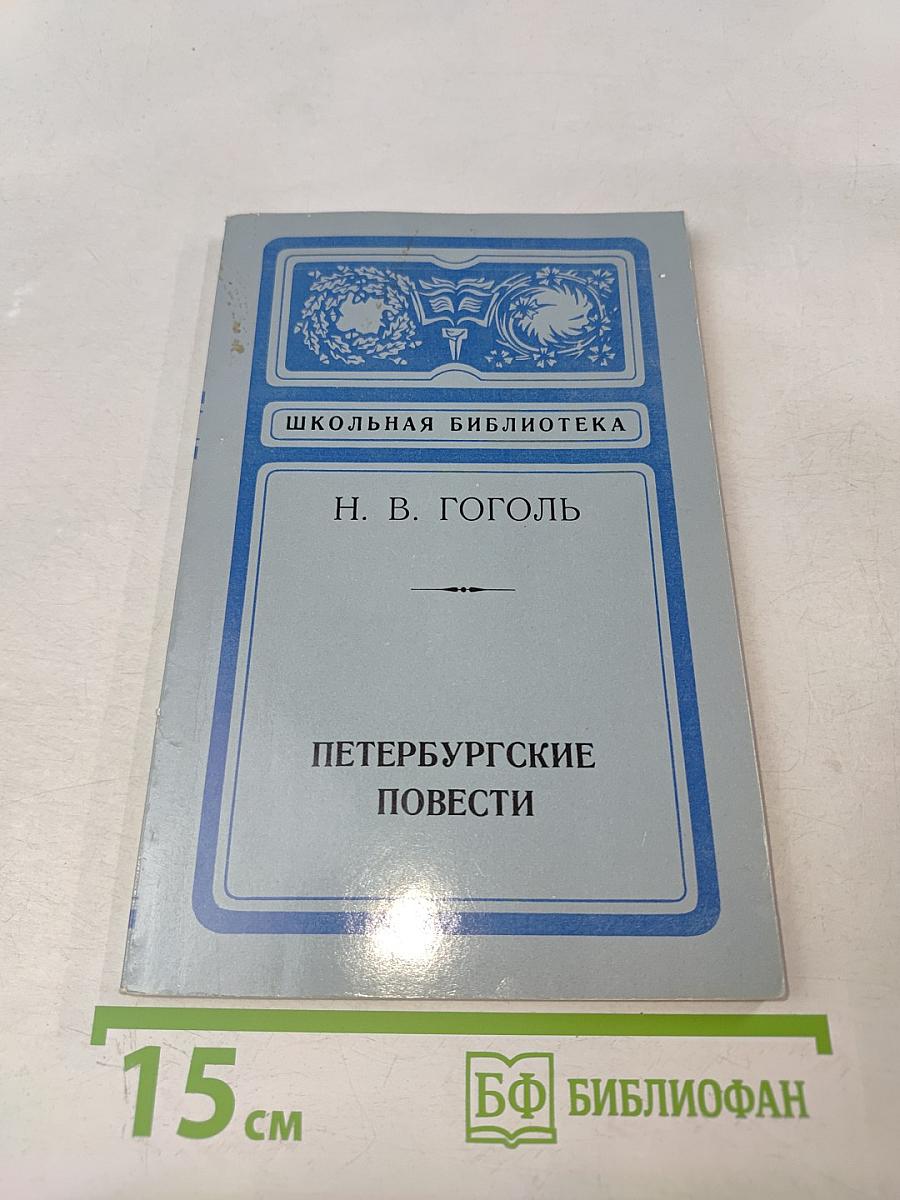 ШКОЛЬНАЯ БИБЛИОТЕКА
Н. В. ГОГОЛЬ
ПЕТЕРБУРГСКИЕ
ПОВЕСТИ
15 см
БФ БИБЛИОФАН